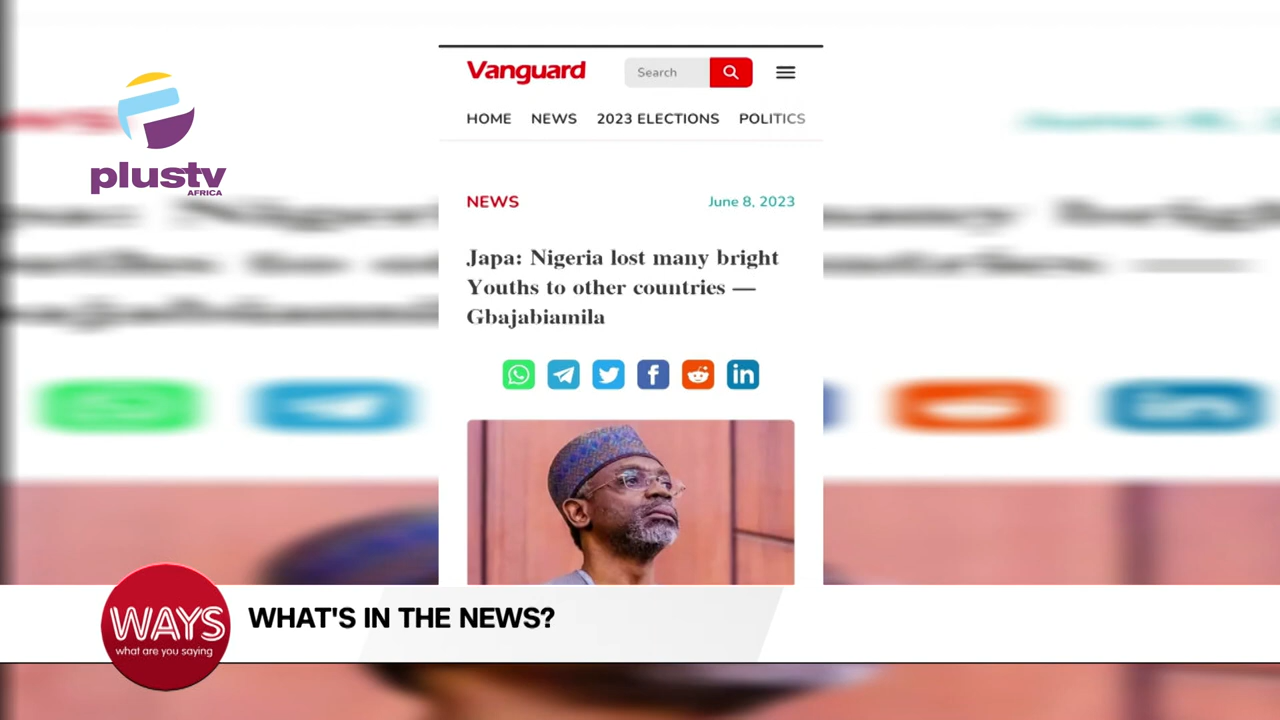 plustv
AFRICA
Vanguard
Search
HOME NEWS 2023 ELECTIONS POLITICS
NEWS June 8, 2023
Japa: Nigeria lost many bright
Youths to other countries —
Gbajabiamila
WAYS
what are you saying
WHAT'S IN THE NEWS?